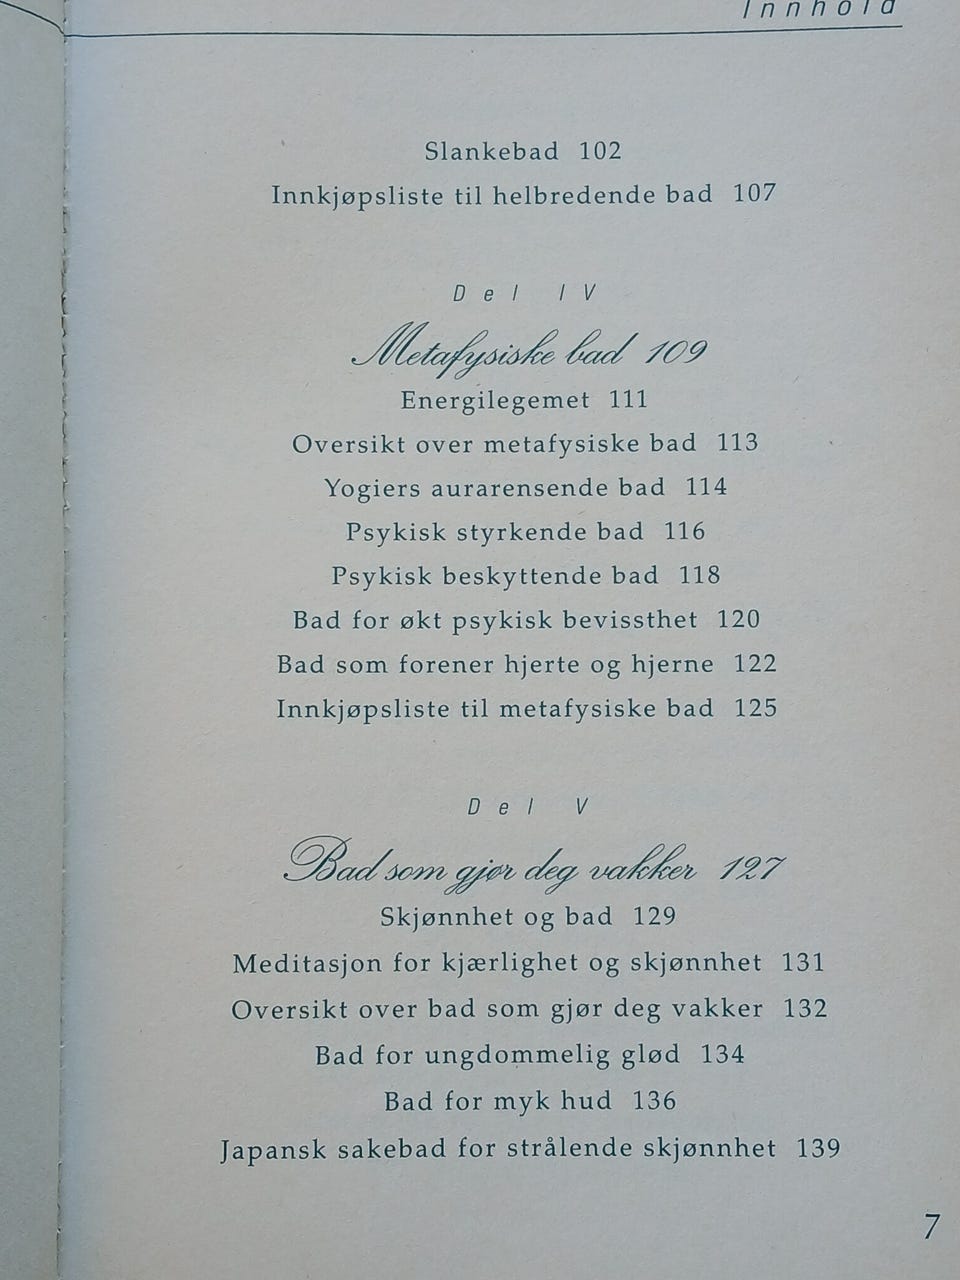 Innhold
Slankebad 102
Innkjøpsliste til helbredende bad 107
Del IV
Metafysiske bad 109
Energilegemet 111
Oversikt over metafysiske bad 113
Yogiers aurarensende bad 114
Psykisk styrkende bad 116
Psykisk beskyttende bad 118
Bad for økt psykisk bevissthet 120
Bad som forener hjerte og hjerne 122
Innkjøpsliste til metafysiske bad 125
Del V
Bad som gjør deg vakker 127
Skjønnhet og bad 129
Meditasjon for kjærlighet og skjønnhet 131
Oversikt over bad som gjør deg vakker 132
Bad for ungdommelig glød 134
Bad for myk hud 136
Japansk sakebad for strålende skjønnhet 139
7